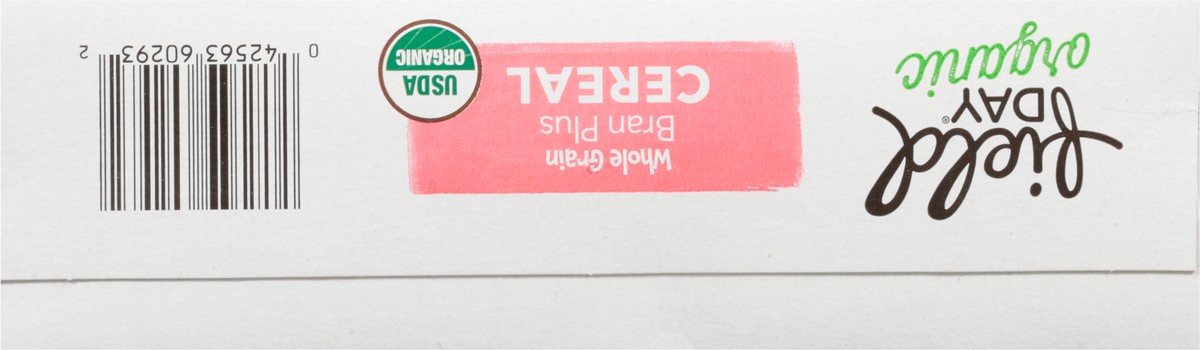 field
DAY®
organic
Whole Grain
Bran Plus
CEREAL
USDA
ORGANIC
0 42563 60293 2